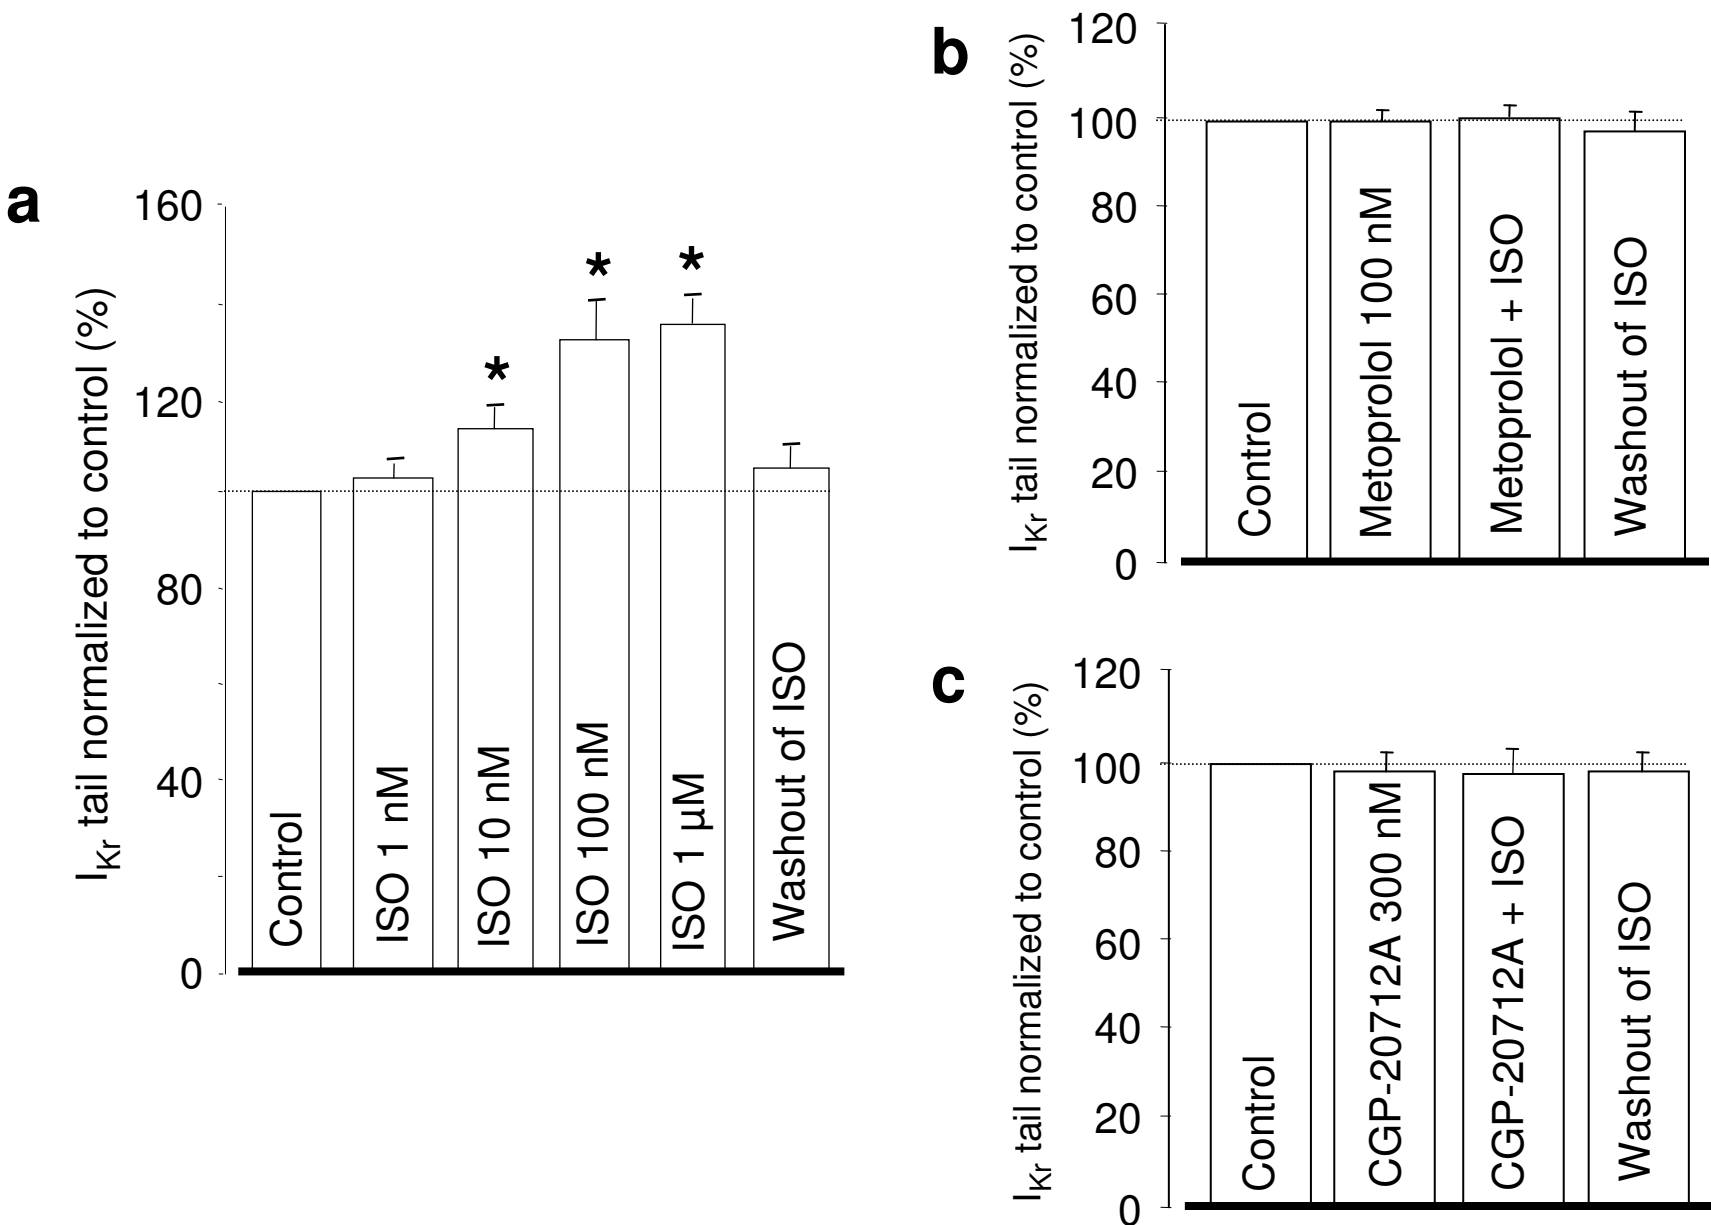 a
I_Kr tail normalized to control (%)
160
120
80
40
0
*
*
*
Control
ISO 1 nM
ISO 10 nM
ISO 100 nM
ISO 1 µM
Washout of ISO
b
I_Kr tail normalized to control (%)
120
100
80
60
40
20
0
Control
Metoprolol 100 nM
Metoprolol + ISO
Washout of ISO
c
I_Kr tail normalized to control (%)
120
100
80
60
40
20
0
Control
CGP-20712A 300 nM
CGP-20712A + ISO
Washout of ISO